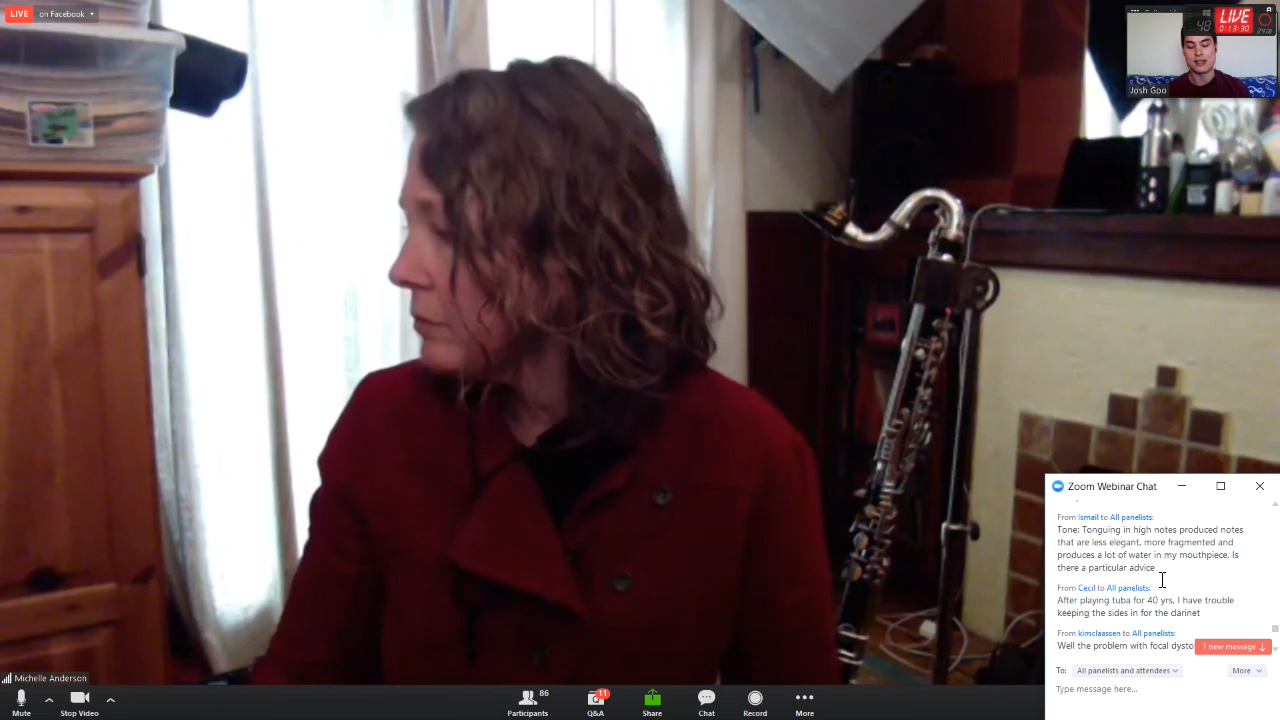 LIVE on Facebook
48 LIVE
0:13:30
Josh Goo
Zoom Webinar Chat
From Ismail to All panelists:
Tone: Tonguing in high notes produced notes
that are less elegant, more fragmented and
produces a lot of water in my mouthpiece. Is
there a particular advice
From Cecil to All panelists:
After playing tuba for 40 yrs, I have trouble
keeping the sides in for the clarinet
From kimclaassen to All panelists:
Well the problem with focal dysto
1 new message
To: All panelists and attendees More
Type message here...
Michelle Anderson
Mute Stop Video Participants 86 Q&A 11 Share Chat Record More